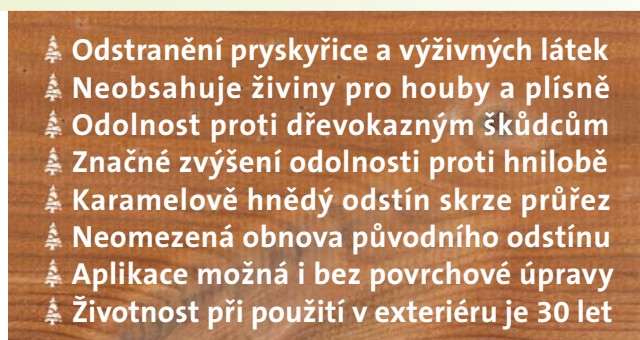 Odstranění pryskyřice a výživných látek
Neobsahuje živiny pro houby a plísně
Odolnost proti dřevokazným škůdcům
Značné zvýšení odolnosti proti hnilobě
Karamelově hnědý odstín skrze průřez
Neomezená obnova původního odstínu
Aplikace možná i bez povrchové úpravy
Životnost při použití v exteriéru je 30 let